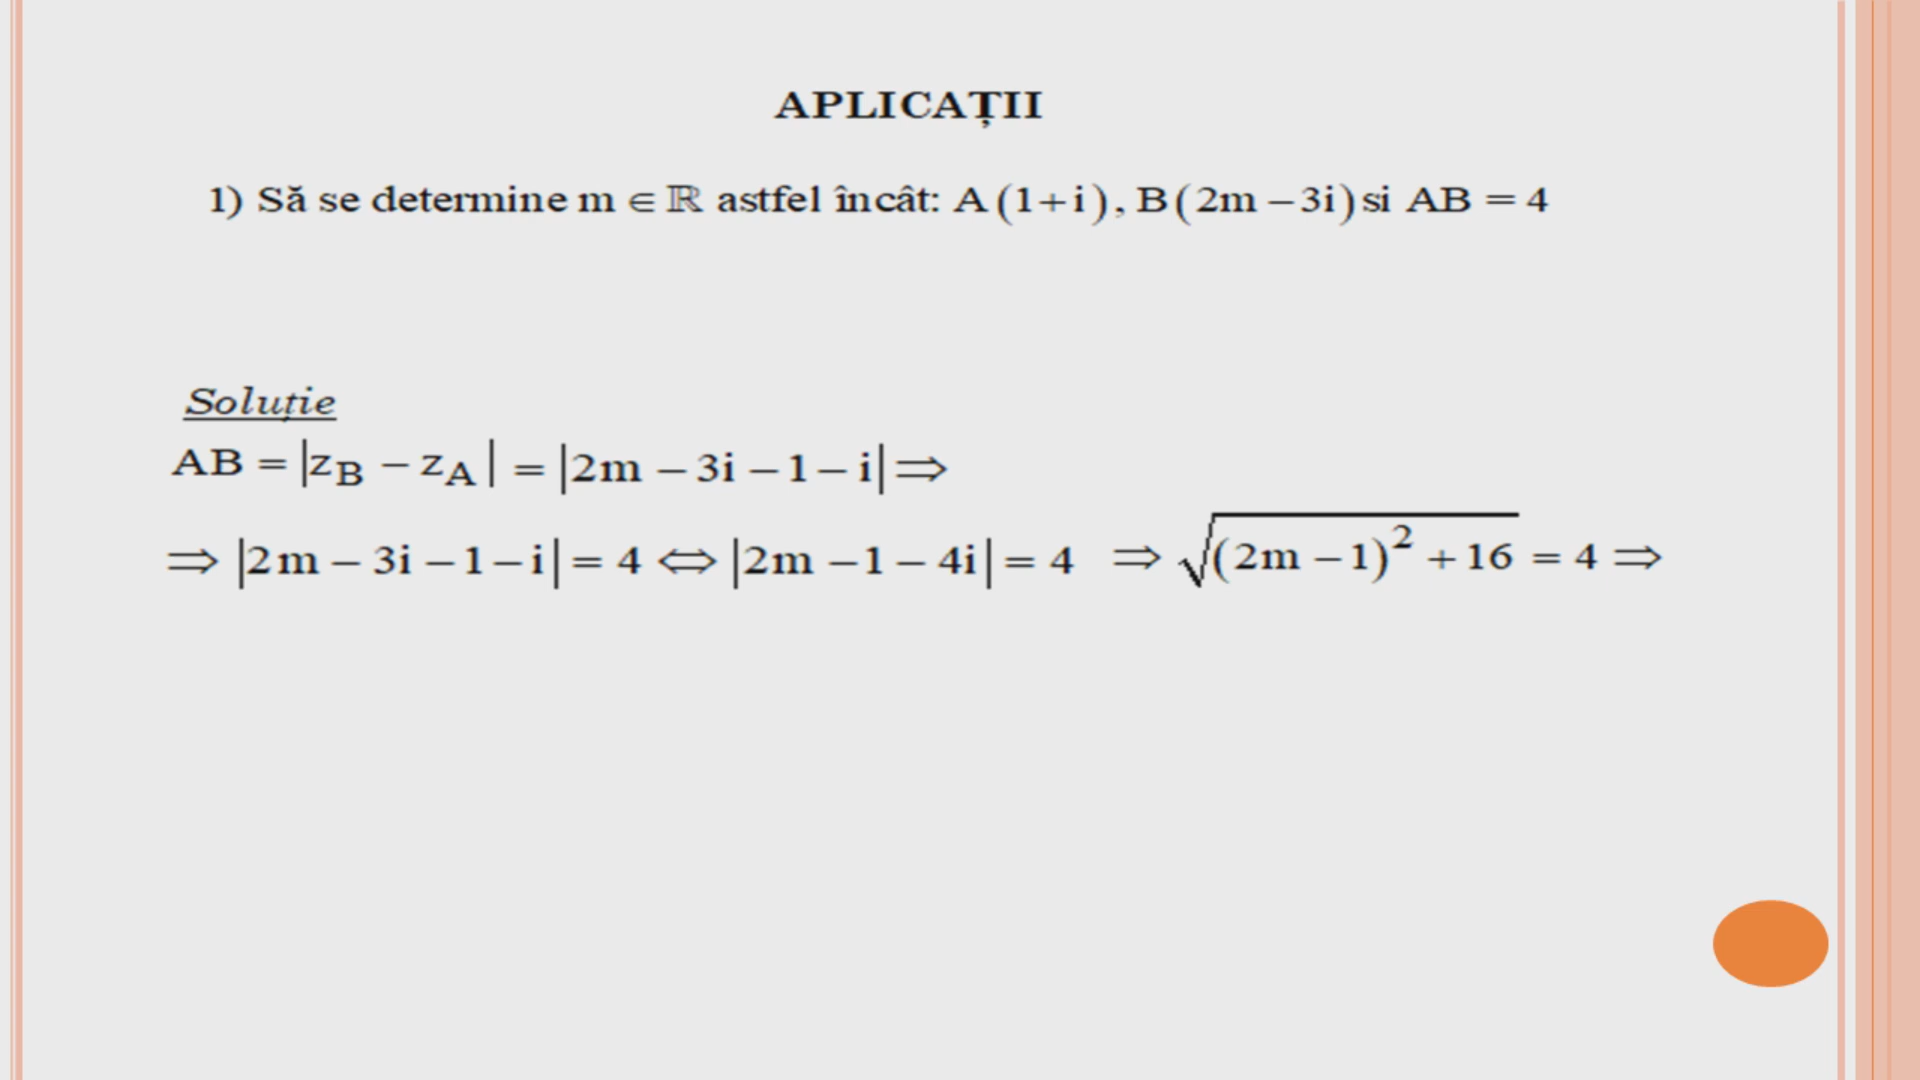 APLICAȚII
1) Să se determine m ∈ ℝ astfel încât: A(1+i), B(2m−3i) si AB = 4
Soluție
AB = |z_B − z_A| = |2m − 3i − 1 − i| ⇒
⇒ |2m − 3i − 1 − i| = 4 ⇔ |2m − 1 − 4i| = 4 ⇒ √((2m − 1)² + 16) = 4 ⇒